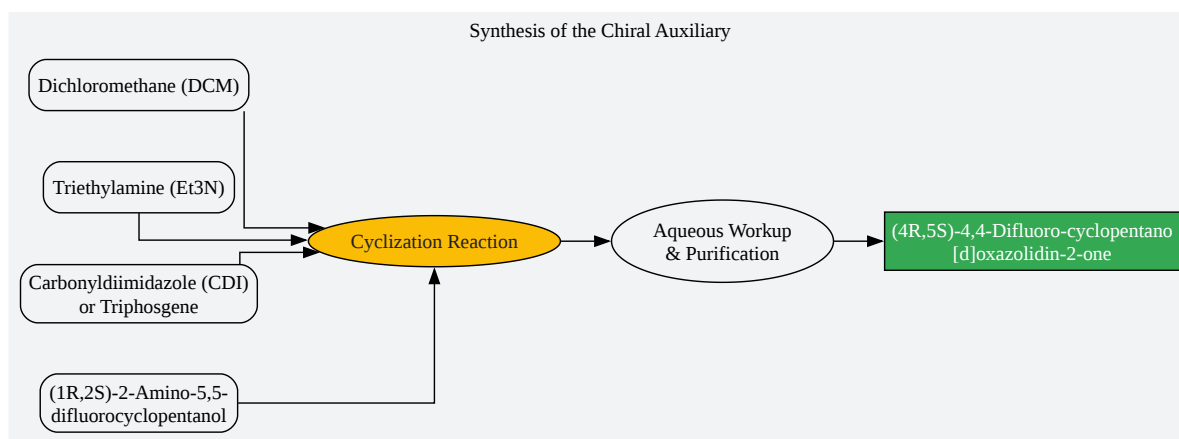 Synthesis of the Chiral Auxiliary
Dichloromethane (DCM)
Triethylamine (Et3N)
Carbonyldiimidazole (CDI)
or Triphosgene
(1R,2S)-2-Amino-5,5-
difluorocyclopentanol
Cyclization Reaction
Aqueous Workup
& Purification
(4R,5S)-4,4-Difluoro-cyclopentano
[d]oxazolidin-2-one